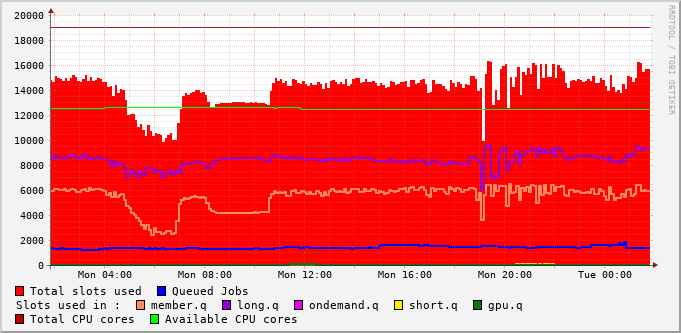 20000
18000
16000
14000
12000
10000
8000
6000
4000
2000
0
Mon 04:00 Mon 08:00 Mon 12:00 Mon 16:00 Mon 20:00 Tue 00:00
RRDTOOL / TOBI OETIKER
Total slots used Queued Jobs
Slots used in : member.q long.q ondemand.q short.q gpu.q
Total CPU cores Available CPU cores